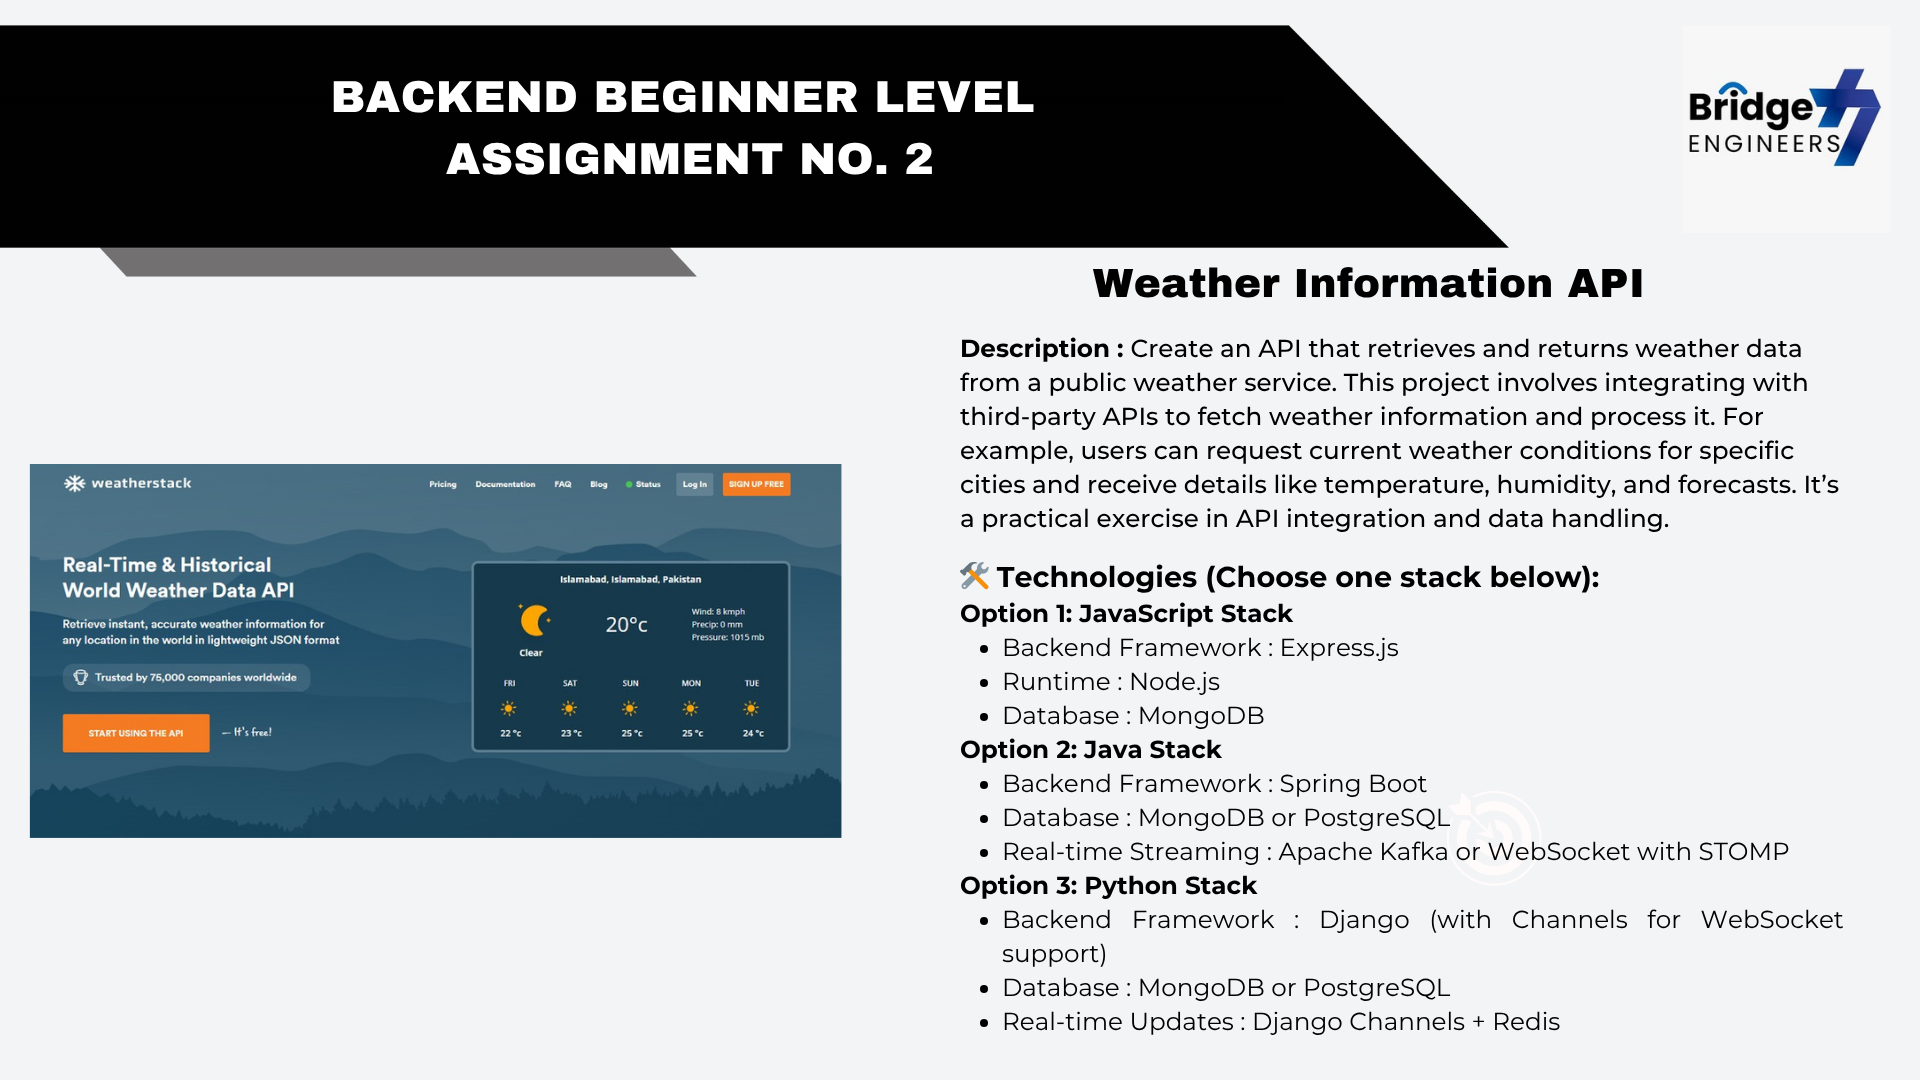 BACKEND BEGINNER LEVEL
ASSIGNMENT NO. 2
Bridge
ENGINEERS
Weather Information API
Description : Create an API that retrieves and returns weather data
from a public weather service. This project involves integrating with
third-party APIs to fetch weather information and process it. For
example, users can request current weather conditions for specific
cities and receive details like temperature, humidity, and forecasts. It’s
a practical exercise in API integration and data handling.
🛠 Technologies (Choose one stack below):
Option 1: JavaScript Stack
• Backend Framework : Express.js
• Runtime : Node.js
• Database : MongoDB
Option 2: Java Stack
• Backend Framework : Spring Boot
• Database : MongoDB or PostgreSQL
• Real-time Streaming : Apache Kafka or WebSocket with STOMP
Option 3: Python Stack
• Backend Framework : Django (with Channels for WebSocket
support)
• Database : MongoDB or PostgreSQL
• Real-time Updates : Django Channels + Redis
weatherstack
Pricing Documentation FAQ Blog Status Log In SIGN UP FREE
Real-Time & Historical
World Weather Data API
Retrieve instant, accurate weather information for
any location in the world in lightweight JSON format
Trusted by 75,000 companies worldwide
START USING THE API — It's free!
Islamabad, Islamabad, Pakistan
Clear
20°c
Wind: 8 kmph
Precip: 0 mm
Pressure: 1015 mb
FRI SAT SUN MON TUE
22 °c 23 °c 25 °c 25 °c 24 °c